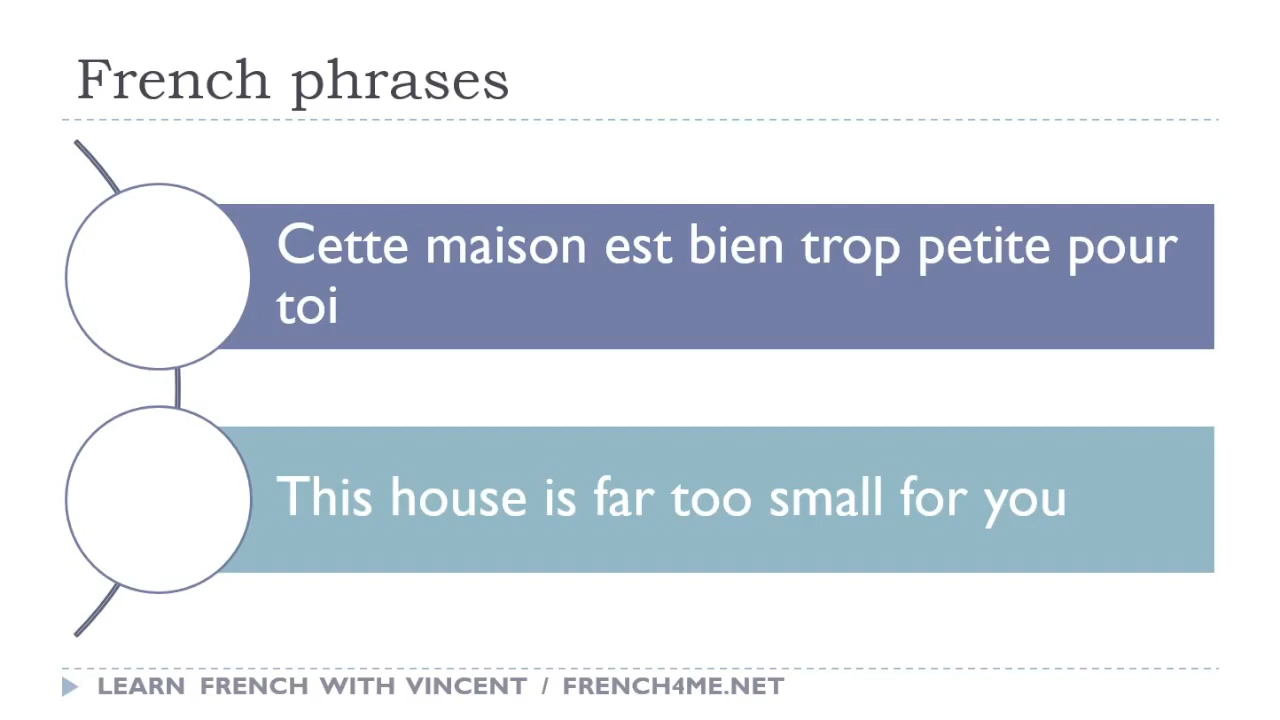 French phrases
Cette maison est bien trop petite pour
toi
This house is far too small for you
LEARN FRENCH WITH VINCENT / FRENCH4ME.NET